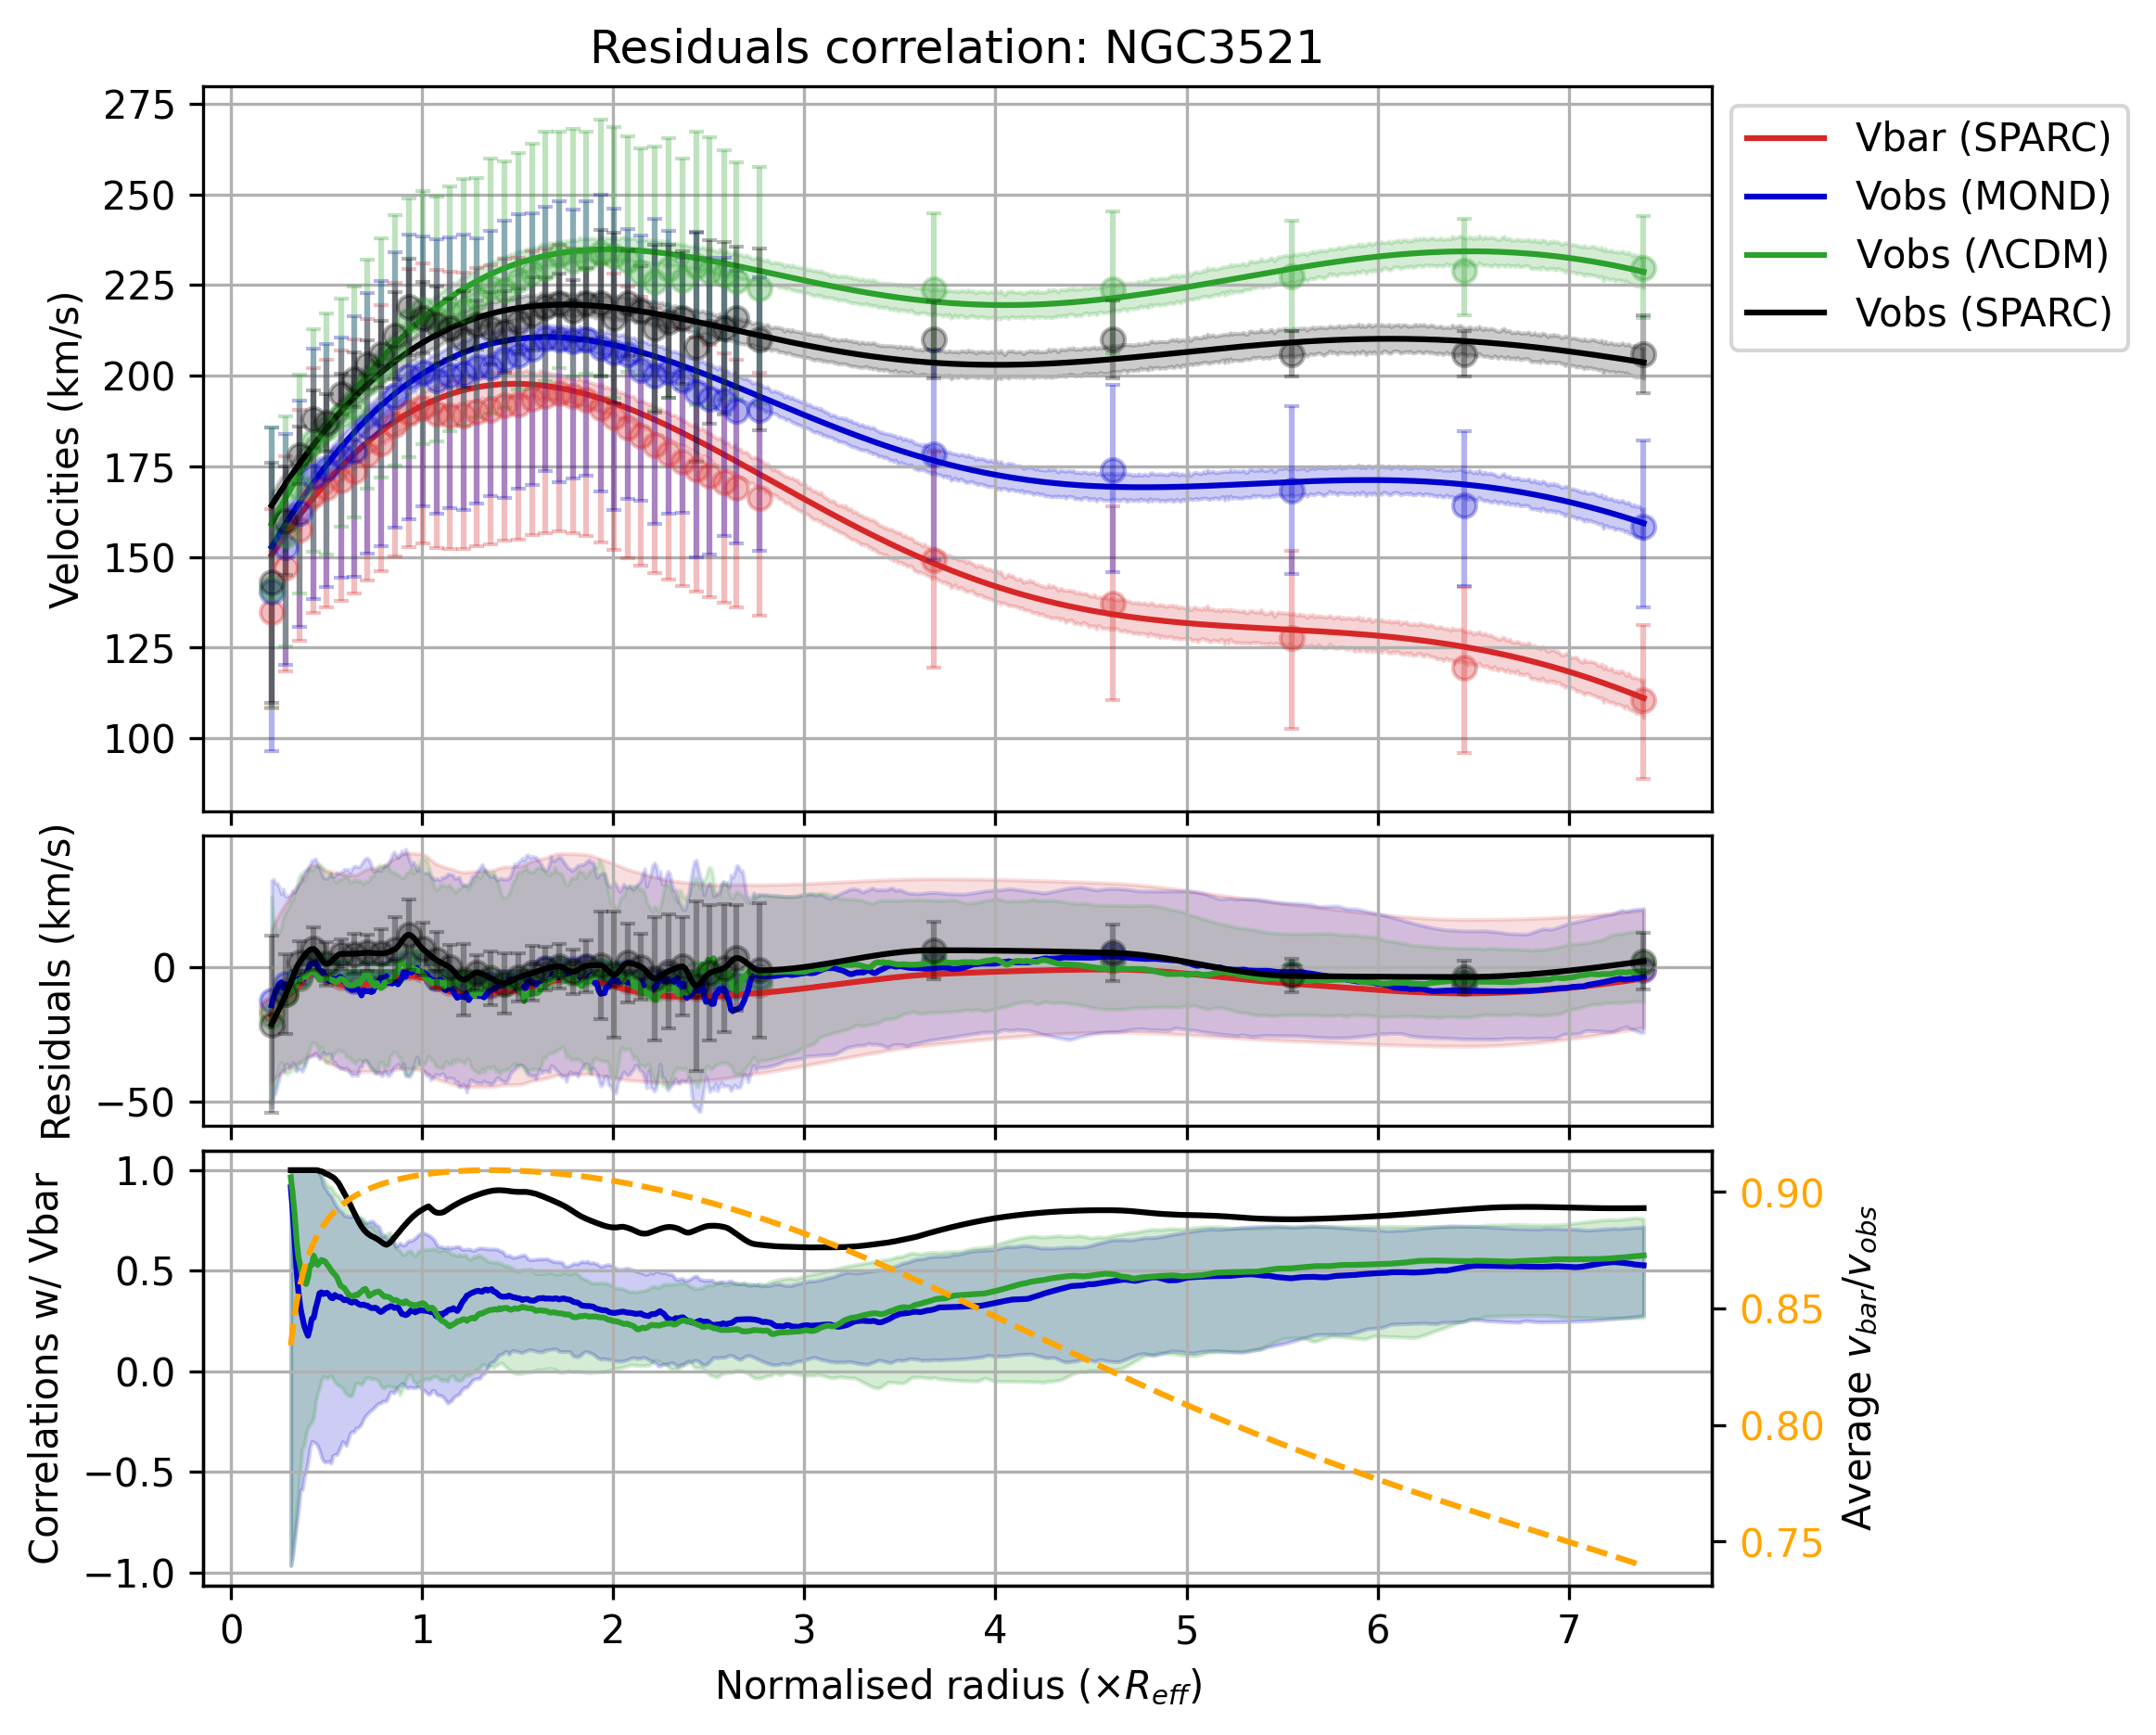 Residuals correlation: NGC3521
275
250
225
200
175
150
125
100
Velocities (km/s)
Vbar (SPARC)
Vobs (MOND)
Vobs (ΛCDM)
Vobs (SPARC)
0
−50
Residuals (km/s)
1.0
0.5
0.0
−0.5
−1.0
Correlations w/ Vbar
0.90
0.85
0.80
0.75
Average v_bar/v_obs
0 1 2 3 4 5 6 7
Normalised radius (×R_eff)